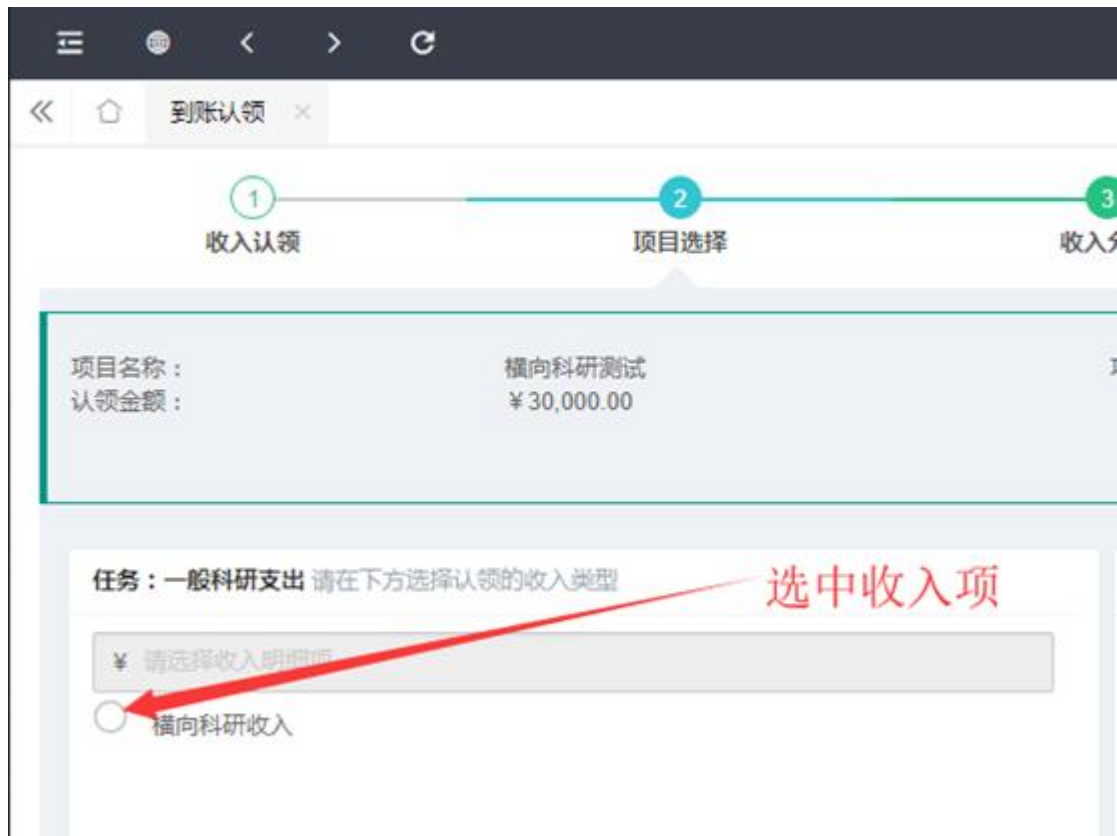 到账认领
1 2 3
收入认领 项目选择 收入
项目名称： 横向科研测试
认领金额： ￥30,000.00
任务：一般科研支出 请在下方选择认领的收入类型
选中收入项
￥ 请选择收入明细项
横向科研收入